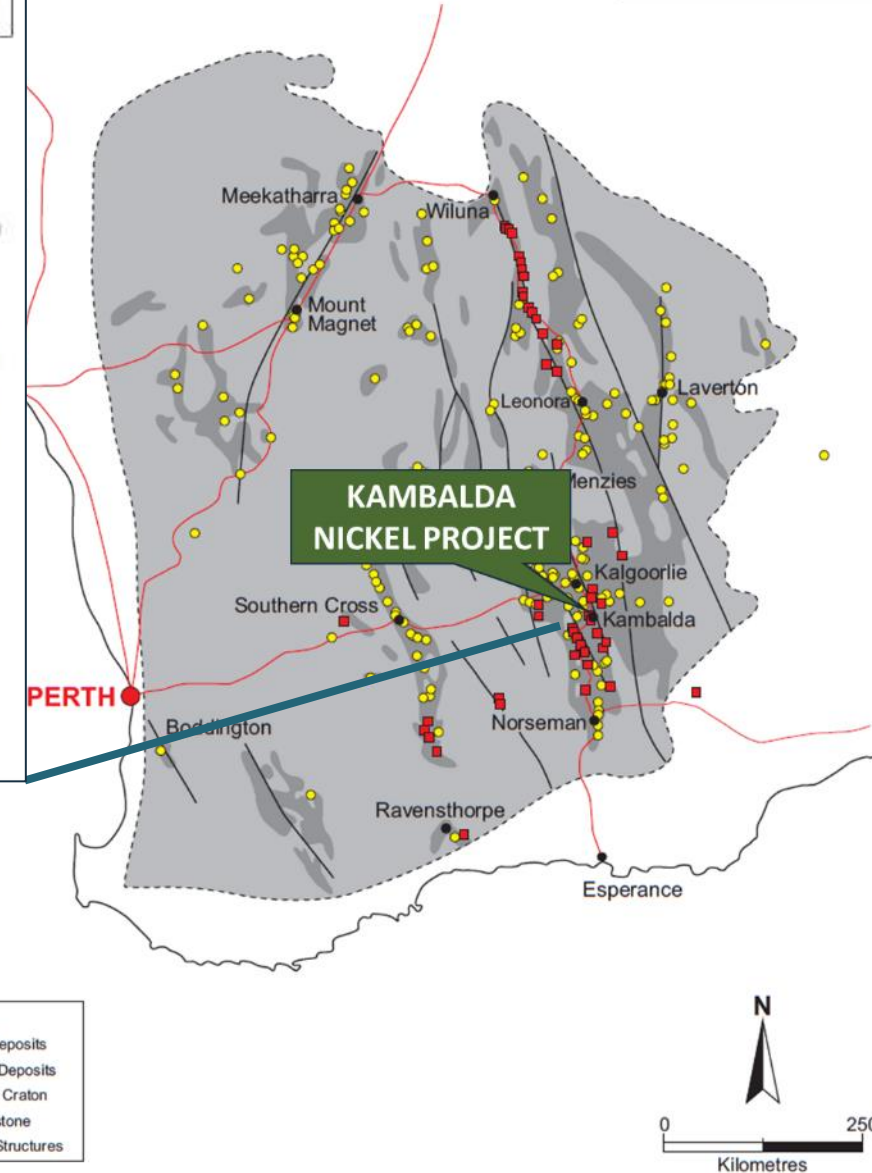 Meekatharra
Wiluna
Mount
Magnet
Leonora
Laverton
Menzies
KAMBALDA
NICKEL PROJECT
Kalgoorlie
Southern Cross
Kambalda
PERTH
Norseman
Boddington
Ravensthorpe
Esperance
Deposits
Craton
Structures
N
0
250
Kilometres